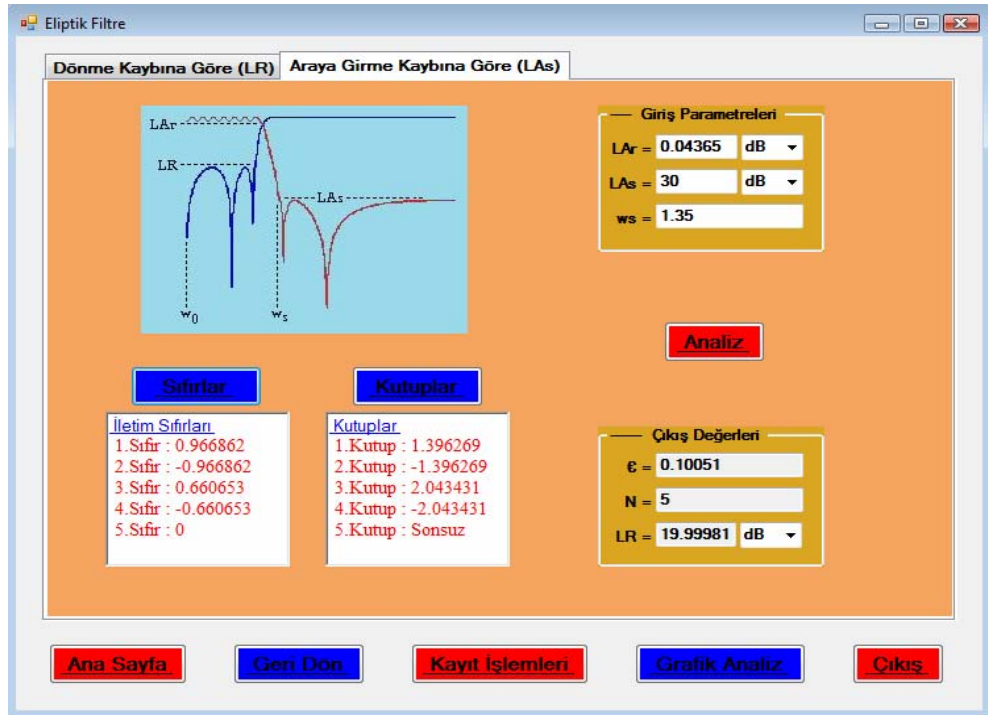 Eliptik Filtre
Dönme Kaybına Göre (LR) Araya Girme Kaybına Göre (LAs)
LAr
LR
LAs
w0 ws
Giriş Parametreleri
LAr = 0.04365 dB
LAs = 30 dB
ws = 1.35
Analiz
Sıfırlar Kutuplar
İletim Sıfırları
1.Sıfır : 0.966862
2.Sıfır : -0.966862
3.Sıfır : 0.660653
4.Sıfır : -0.660653
5.Sıfır : 0
Kutuplar
1.Kutup : 1.396269
2.Kutup : -1.396269
3.Kutup : 2.043431
4.Kutup : -2.043431
5.Kutup : Sonsuz
Çıkış Değerleri
€ = 0.10051
N = 5
LR = 19.99981 dB
Ana Sayfa Geri Dön Kayıt İşlemleri Grafik Analiz Çıkış